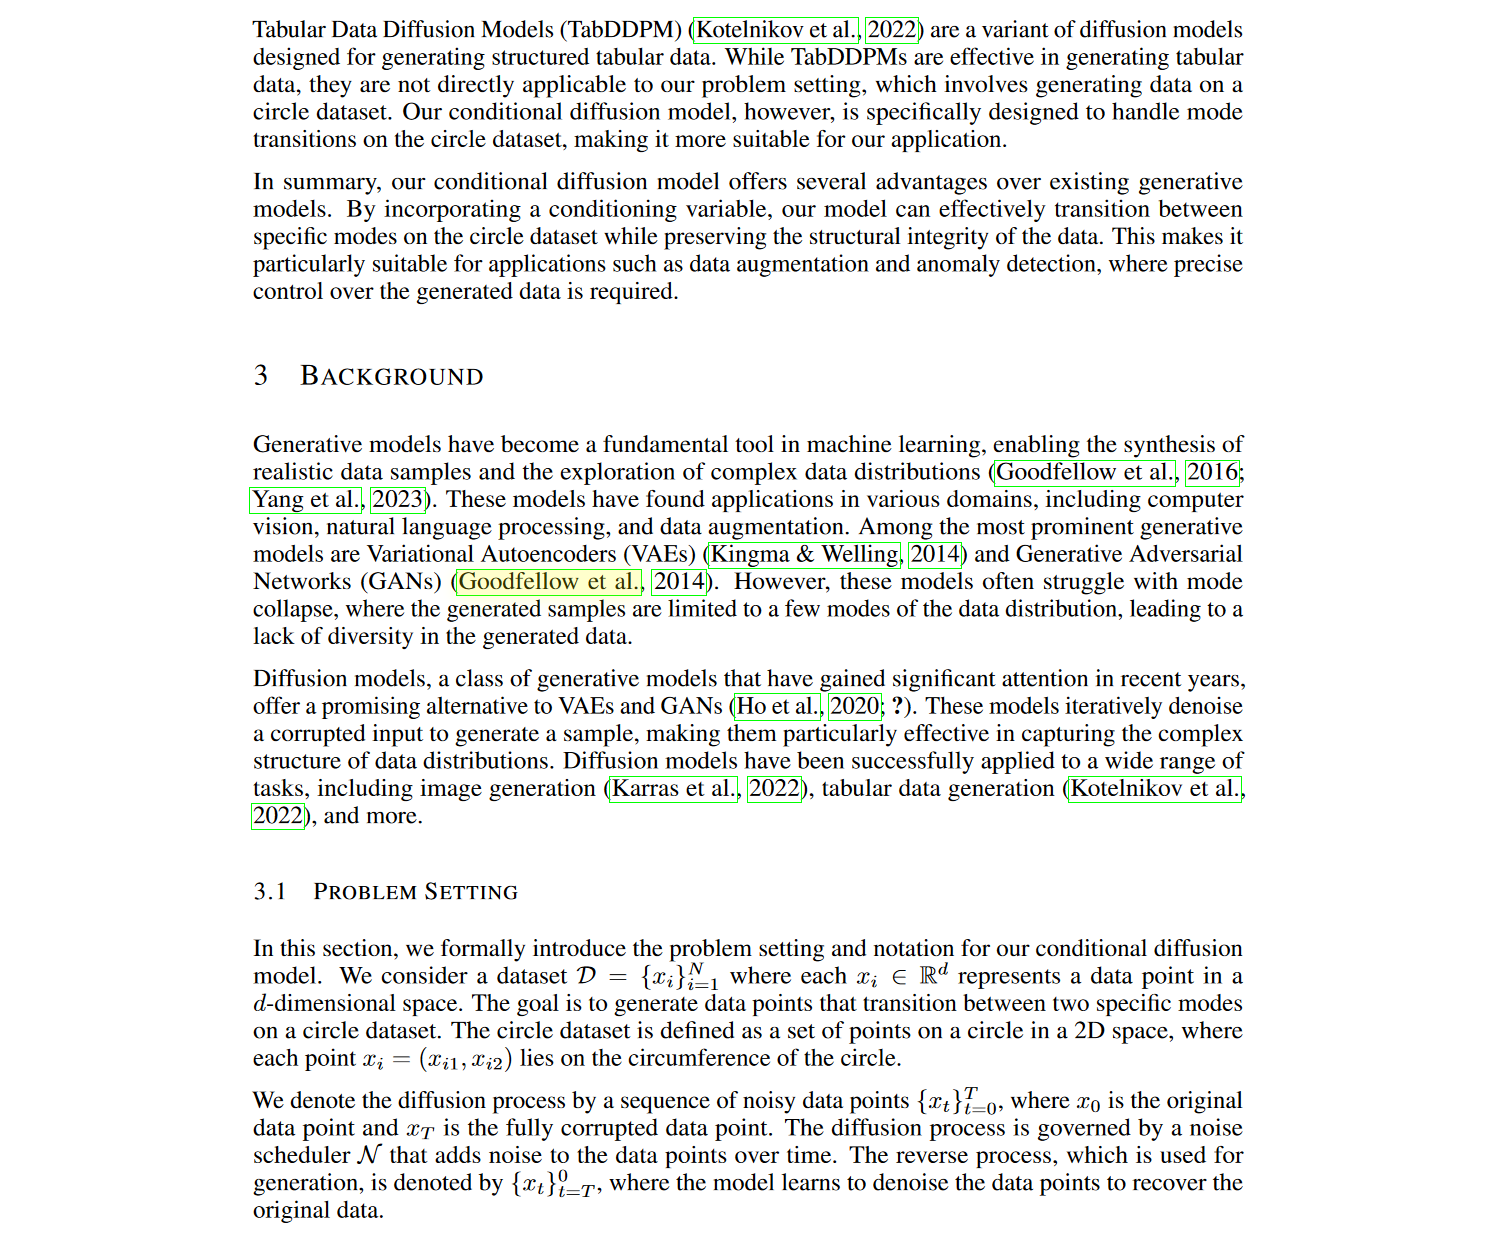 Tabular Data Diffusion Models (TabDDPM) (Kotelnikov et al., 2022) are a variant of diffusion models
designed for generating structured tabular data. While TabDDPMs are effective in generating tabular
data, they are not directly applicable to our problem setting, which involves generating data on a
circle dataset. Our conditional diffusion model, however, is specifically designed to handle mode
transitions on the circle dataset, making it more suitable for our application.
In summary, our conditional diffusion model offers several advantages over existing generative
models. By incorporating a conditioning variable, our model can effectively transition between
specific modes on the circle dataset while preserving the structural integrity of the data. This makes it
particularly suitable for applications such as data augmentation and anomaly detection, where precise
control over the generated data is required.
3 BACKGROUND
Generative models have become a fundamental tool in machine learning, enabling the synthesis of
realistic data samples and the exploration of complex data distributions (Goodfellow et al., 2016;
Yang et al., 2023). These models have found applications in various domains, including computer
vision, natural language processing, and data augmentation. Among the most prominent generative
models are Variational Autoencoders (VAEs) (Kingma & Welling, 2014) and Generative Adversarial
Networks (GANs) (Goodfellow et al., 2014). However, these models often struggle with mode
collapse, where the generated samples are limited to a few modes of the data distribution, leading to a
lack of diversity in the generated data.
Diffusion models, a class of generative models that have gained significant attention in recent years,
offer a promising alternative to VAEs and GANs (Ho et al., 2020; ?). These models iteratively denoise
a corrupted input to generate a sample, making them particularly effective in capturing the complex
structure of data distributions. Diffusion models have been successfully applied to a wide range of
tasks, including image generation (Karras et al., 2022), tabular data generation (Kotelnikov et al.,
2022), and more.
3.1 PROBLEM SETTING
In this section, we formally introduce the problem setting and notation for our conditional diffusion
model. We consider a dataset 𝒟 = {x_i}_{i=1}^N where each x_i ∈ ℝ^d represents a data point in a
d-dimensional space. The goal is to generate data points that transition between two specific modes
on a circle dataset. The circle dataset is defined as a set of points on a circle in a 2D space, where
each point x_i = (x_{i1}, x_{i2}) lies on the circumference of the circle.
We denote the diffusion process by a sequence of noisy data points {x_t}_{t=0}^T, where x_0 is the original
data point and x_T is the fully corrupted data point. The diffusion process is governed by a noise
scheduler 𝒩 that adds noise to the data points over time. The reverse process, which is used for
generation, is denoted by {x_t}_{t=T}^0, where the model learns to denoise the data points to recover the
original data.